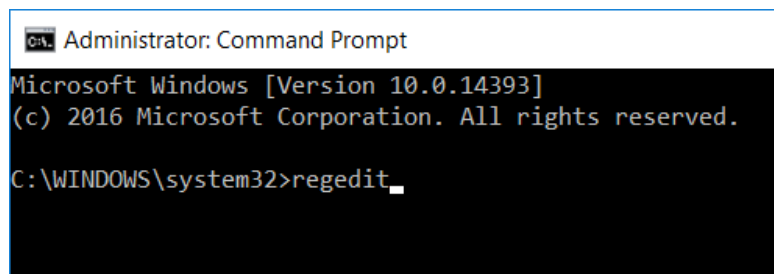 Administrator: Command Prompt
Microsoft Windows [Version 10.0.14393]
(c) 2016 Microsoft Corporation. All rights reserved.
C:\WINDOWS\system32>regedit